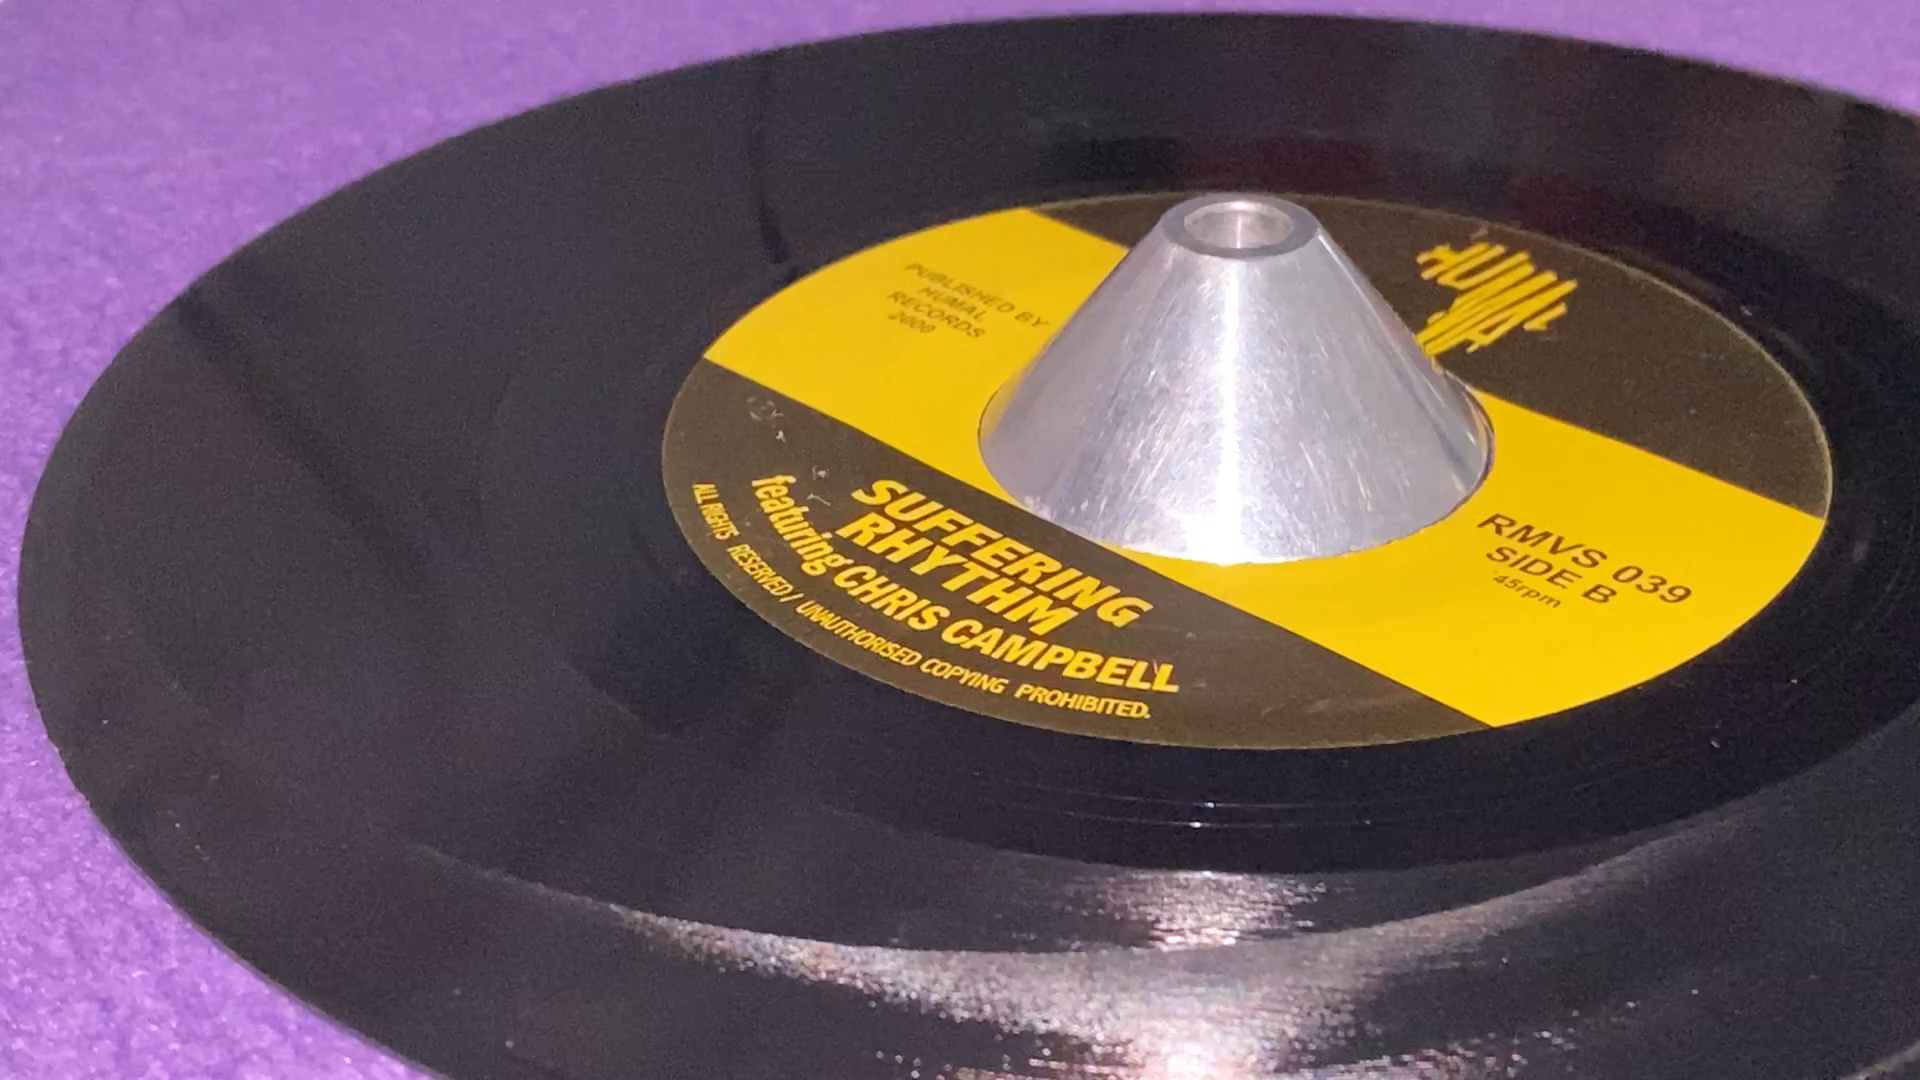 HUMAL
PUBLISHED BY
HUMAL
RECORDS
2000
RMVS 039
SIDE B
45rpm
SUFFERING
RHYTHM
featuring CHRIS CAMPBELL
ALL RIGHTS RESERVED / UNAUTHORISED COPYING PROHIBITED.